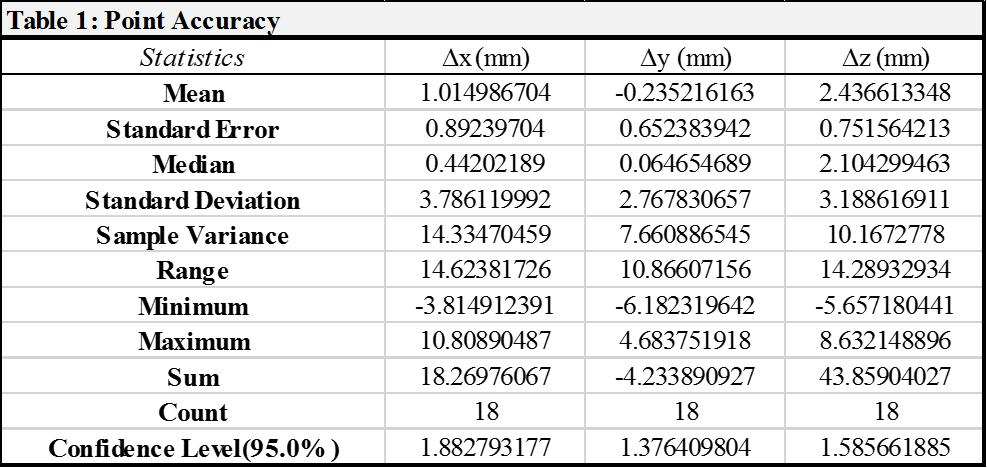 Table 1: Point Accuracy
Statistics Δx (mm) Δy (mm) Δz (mm)
Mean 1.014986704 -0.235216163 2.436613348
Standard Error 0.89239704 0.652383942 0.751564213
Median 0.44202189 0.064654689 2.104299463
Standard Deviation 3.786119992 2.767830657 3.188616911
Sample Variance 14.33470459 7.660886545 10.1672778
Range 14.62381726 10.86607156 14.28932934
Minimum -3.814912391 -6.182319642 -5.657180441
Maximum 10.80890487 4.683751918 8.632148896
Sum 18.26976067 -4.233890927 43.85904027
Count 18 18 18
Confidence Level(95.0%) 1.882793177 1.376409804 1.585661885